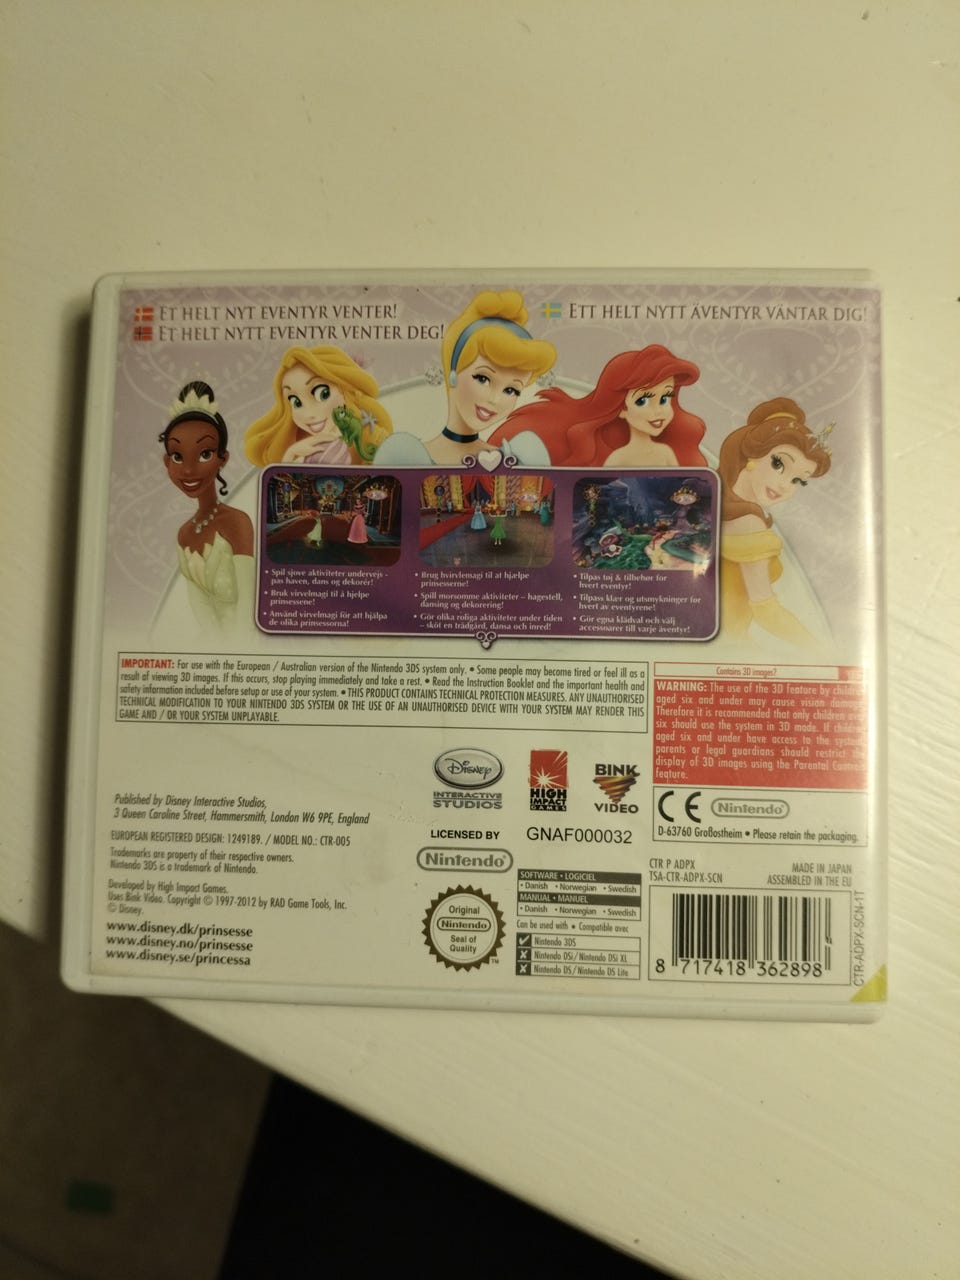 ET HELT NYT EVENTYR VENTER!
ET HELT NYTT EVENTYR VENTER DEG!
ETT HELT NYTT ÄVENTYR VÄNTAR DIG!
• Spil sjove aktiviteter undervejs -
pas haven, dans og dekorér!
• Bruk virvelmagi til å hjelpe
prinsessene!
• Använd virvelmagi för att hjälpa
de olika prinsessorna!
• Brug hvirvlemagi til at hjælpe
prinsesserne!
• Spill morsomme aktiviteter – hagestell,
dansing og dekorering!
• Gör olika roliga aktiviteter under tiden
– sköt en trädgård, dansa och inred!
• Tilpas tøj & tilbehør for
hvert eventyr!
• Tilpass klær og utsmykninger for
hvert av eventyrene!
• Gör egna klädval och välj
accessoarer till varje äventyr!
IMPORTANT: For use with the European / Australian version of the Nintendo 3DS system only. • Some people may become tired or feel ill as a
result of viewing 3D images. If this occurs, stop playing immediately and take a rest. • Read the Instruction Booklet and the important health and
safety information included before setup or use of your system. • THIS PRODUCT CONTAINS TECHNICAL PROTECTION MEASURES. ANY UNAUTHORISED
TECHNICAL MODIFICATION TO YOUR NINTENDO 3DS SYSTEM OR THE USE OF AN UNAUTHORISED DEVICE WITH YOUR SYSTEM MAY RENDER THIS
GAME AND / OR YOUR SYSTEM UNPLAYABLE.
Contains 3D images?
WARNING: The use of the 3D feature by children
aged six and under may cause vision damage.
Therefore it is recommended that only children over
six should use the system in 3D mode. If children
aged six and under have access to the system,
parents or legal guardians should restrict the
display of 3D images using the Parental Controls
feature.
Disney
INTERACTIVE
STUDIOS
HIGH
IMPACT
GAMES
BINK
VIDEO
CE Nintendo
D-63760 Großostheim • Please retain the packaging.
Published by Disney Interactive Studios,
3 Queen Caroline Street, Hammersmith, London W6 9PE, England
EUROPEAN REGISTERED DESIGN: 1249189. / MODEL NO.: CTR-005
Trademarks are property of their respective owners.
Nintendo 3DS is a trademark of Nintendo.
Developed by High Impact Games.
Uses Bink Video. Copyright © 1997-2012 by RAD Game Tools, Inc.
© Disney.
www.disney.dk/prinsesse
www.disney.no/prinsesse
www.disney.se/princessa
LICENSED BY
Nintendo
GNAF000032
Original
Nintendo
Seal of
Quality
TM
SOFTWARE • LOGICIEL
• Danish • Norwegian • Swedish
MANUAL • MANUEL
• Danish • Norwegian • Swedish
Can be used with • Compatible avec
Nintendo 3DS
Nintendo DSi/Nintendo DSi XL
Nintendo DS/Nintendo DS Lite
CTR P ADPX
TSA-CTR-ADPX-SCN
MADE IN JAPAN
ASSEMBLED IN THE EU
8 717418 362898
CTR-ADPX-SCN-1T